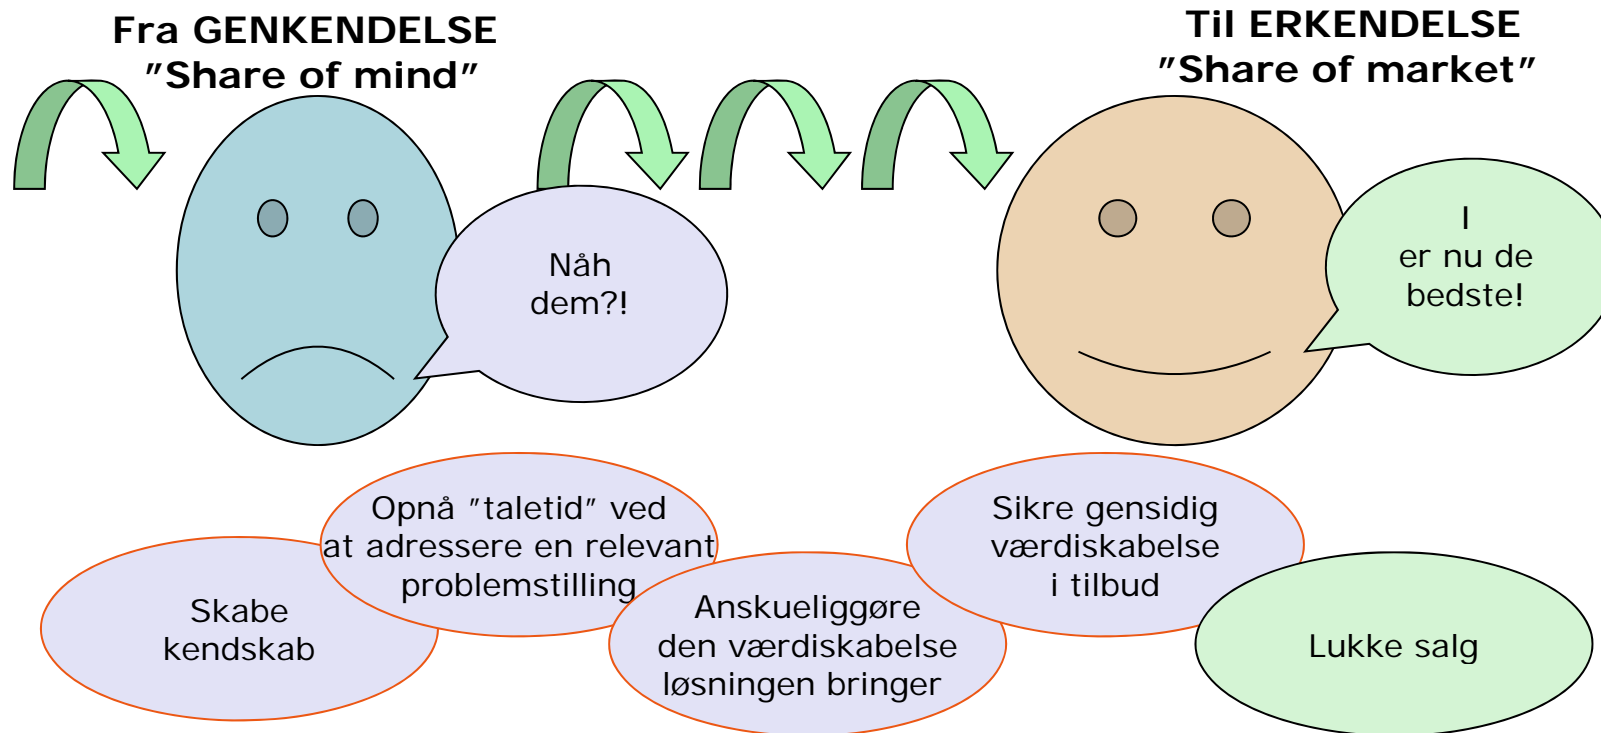 Fra GENKENDELSE
”Share of mind”
Til ERKENDELSE
”Share of market”
Nåh
dem?!
I
er nu de
bedste!
Skabe
kendskab
Opnå ”taletid” ved
at adressere en relevant
problemstilling
Anskueliggøre
den værdiskabelse
løsningen bringer
Sikre gensidig
værdiskabelse
i tilbud
Lukke salg